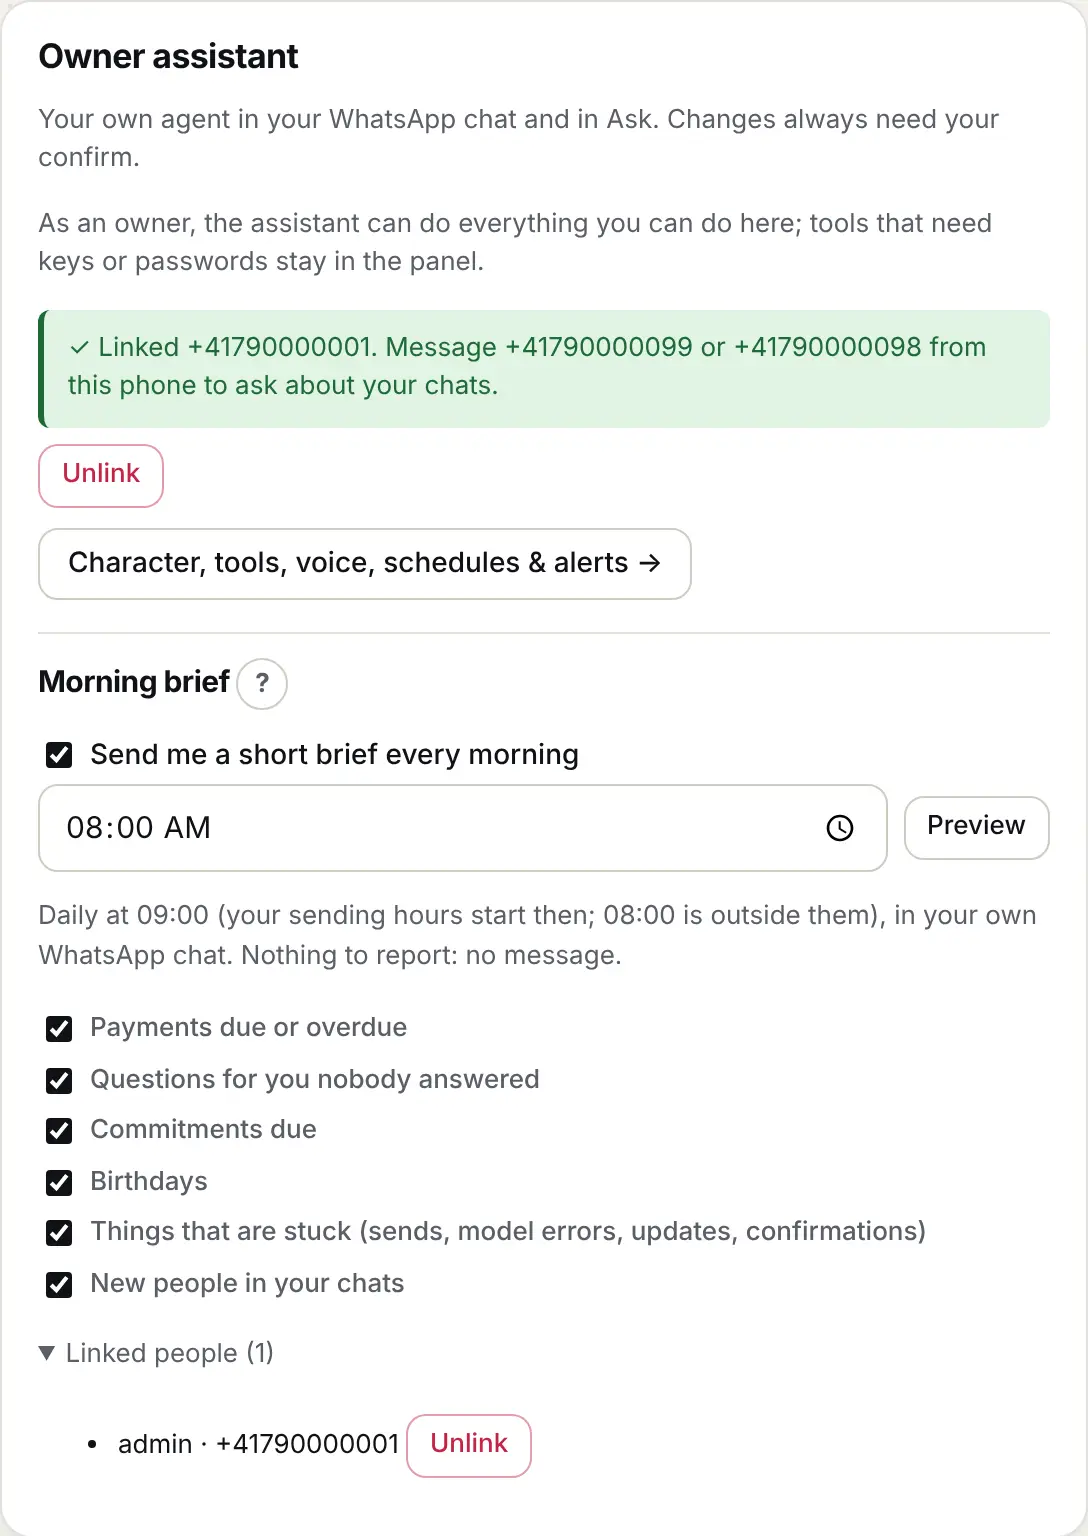 Owner assistant
Your own agent in your WhatsApp chat and in Ask. Changes always need your
confirm.
As an owner, the assistant can do everything you can do here; tools that need
keys or passwords stay in the panel.
✓ Linked +41790000001. Message +41790000099 or +41790000098 from
this phone to ask about your chats.
Unlink
Character, tools, voice, schedules & alerts →
Morning brief ?
Send me a short brief every morning
08:00 AM
Preview
Daily at 09:00 (your sending hours start then; 08:00 is outside them), in your own
WhatsApp chat. Nothing to report: no message.
Payments due or overdue
Questions for you nobody answered
Commitments due
Birthdays
Things that are stuck (sends, model errors, updates, confirmations)
New people in your chats
▼ Linked people (1)
• admin · +41790000001 Unlink